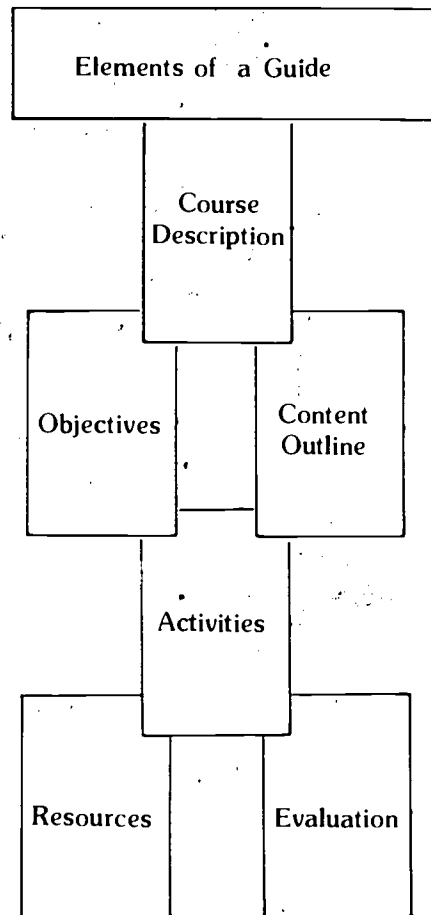 Elements of a Guide
Course
Description
Objectives
Content
Outline
Activities
Resources
Evaluation